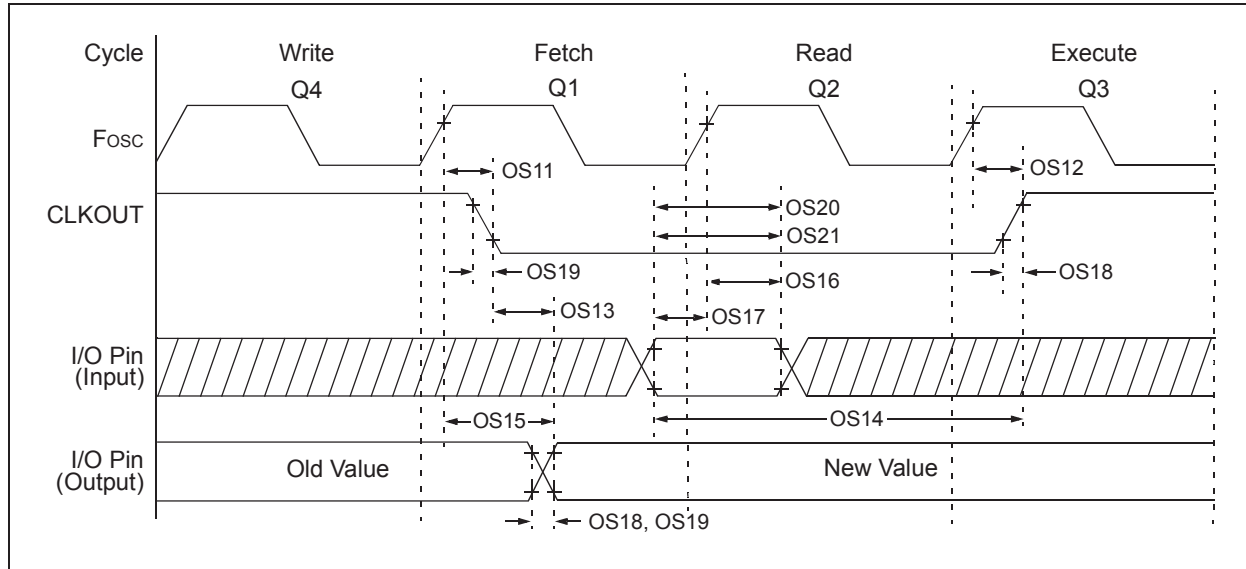 Cycle Write Fetch Read Execute
Q4 Q1 Q2 Q3
FOSC
OS11 OS12
CLKOUT
OS20
OS21
OS19 OS16 OS18
OS13 OS17
I/O Pin
(Input)
OS15 OS14
I/O Pin
(Output)
Old Value New Value
OS18, OS19